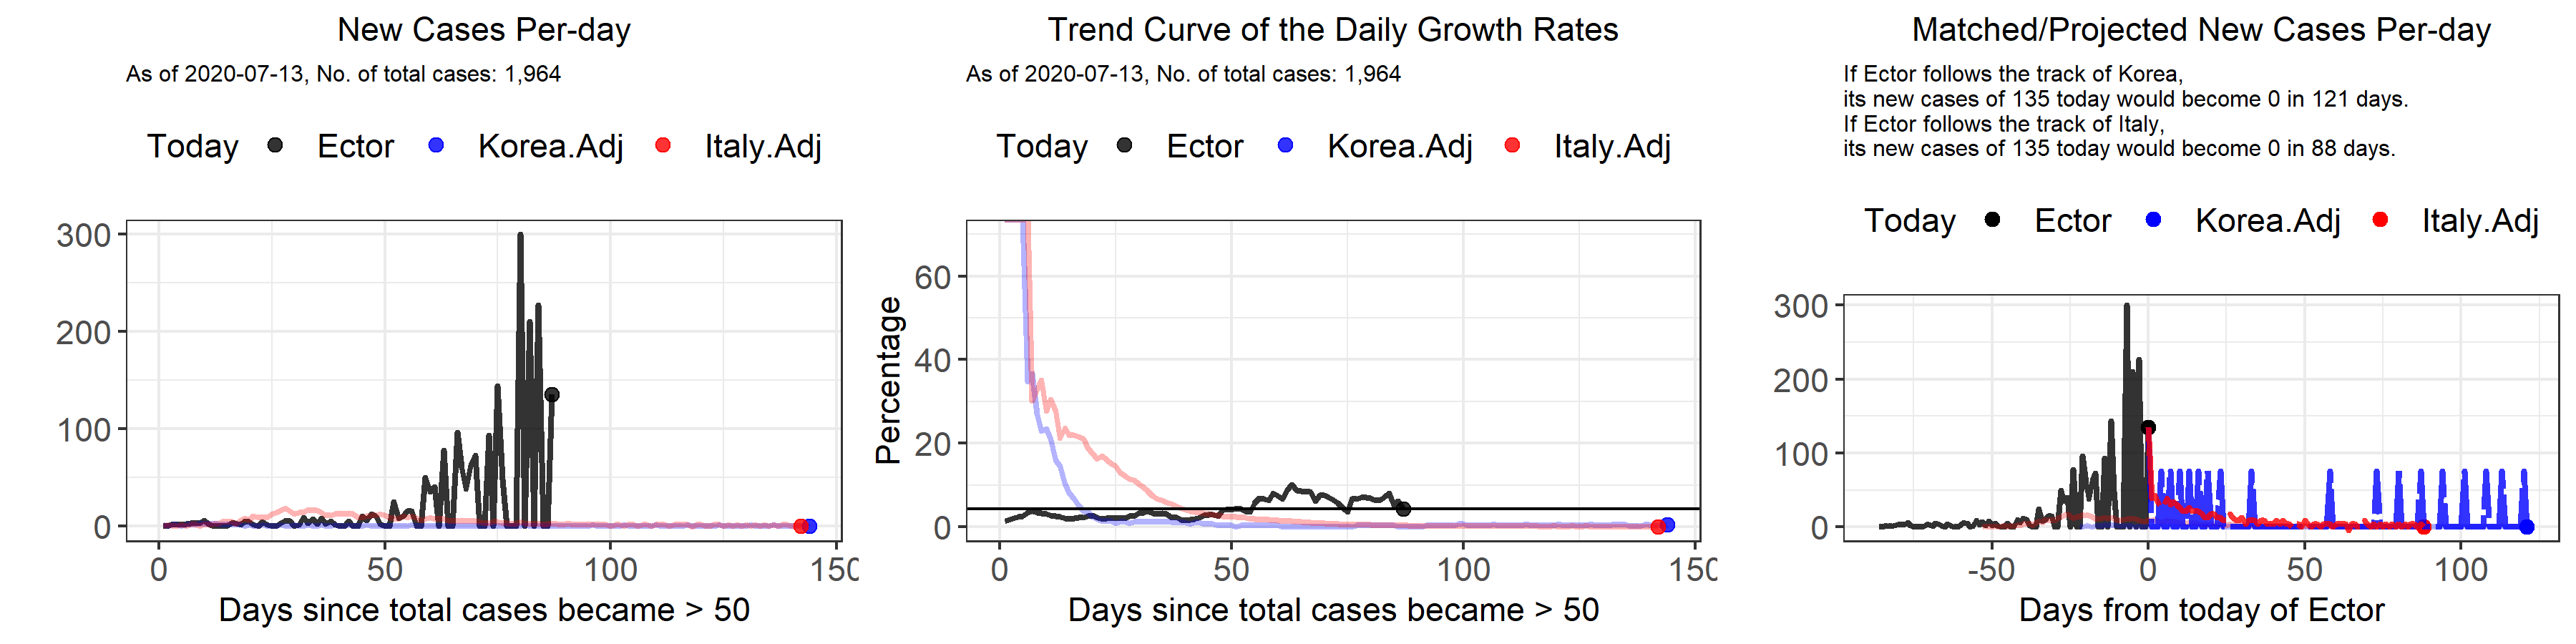 New Cases Per-day
As of 2020-07-13, No. of total cases: 1,964
Today Ector Korea.Adj Italy.Adj
300
200
100
0
0 50 100 150
Days since total cases became > 50
Trend Curve of the Daily Growth Rates
As of 2020-07-13, No. of total cases: 1,964
Today Ector Korea.Adj Italy.Adj
Percentage
60
40
20
0
0 50 100 150
Days since total cases became > 50
Matched/Projected New Cases Per-day
If Ector follows the track of Korea,
its new cases of 135 today would become 0 in 121 days.
If Ector follows the track of Italy,
its new cases of 135 today would become 0 in 88 days.
Today Ector Korea.Adj Italy.Adj
300
200
100
0
-50 0 50 100
Days from today of Ector